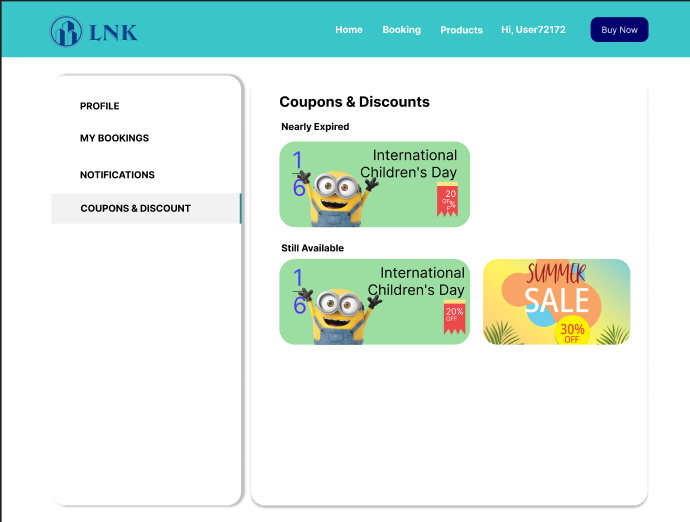 LNK
Home Booking Products Hi, User72172 Buy Now
PROFILE
MY BOOKINGS
NOTIFICATIONS
COUPONS & DISCOUNT
Coupons & Discounts
Nearly Expired
1
6
International
Children's Day
20
OFF
%
Still Available
1
6
International
Children's Day
20%
OFF
SUMMER
SALE
30%
OFF